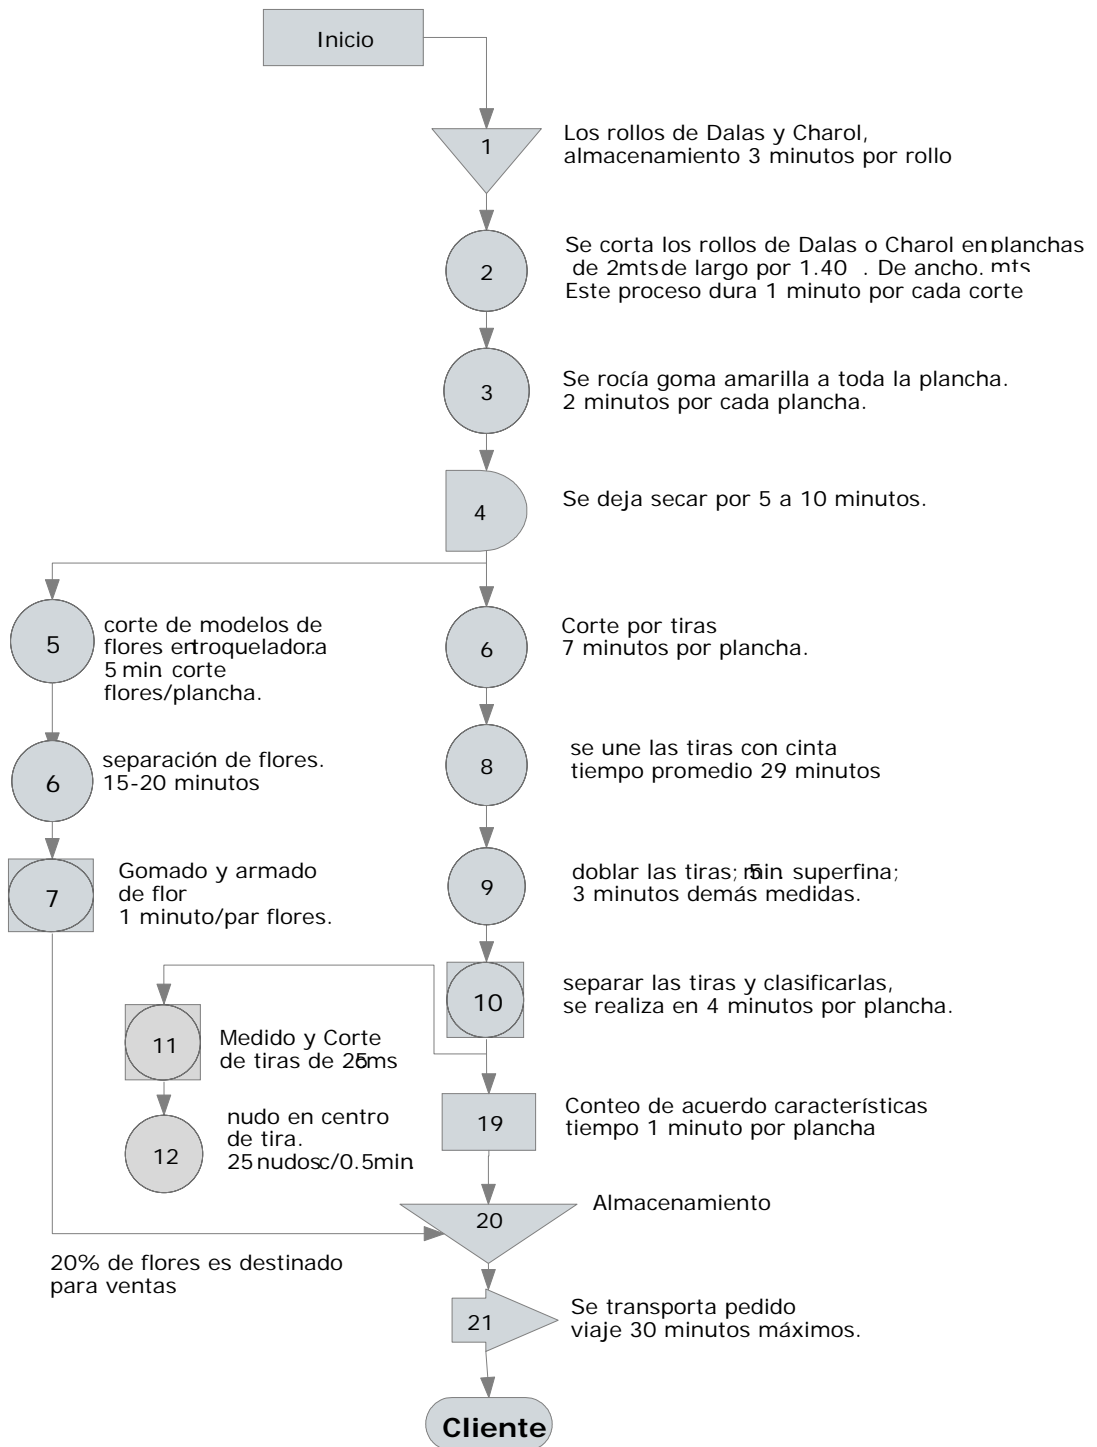 Inicio
1
Los rollos de Dalas y Charol,
almacenamiento 3 minutos por rollo
2
Se corta los rollos de Dalas o Charol en planchas
de 2mts de largo por 1.40 . De ancho. mts
Este proceso dura 1 minuto por cada corte
3
Se rocía goma amarilla a toda la plancha.
2 minutos por cada plancha.
4
Se deja secar por 5 a 10 minutos.
5
corte de modelos de
flores en troquelador.a
5 min corte
flores/plancha.
6
Corte por tiras
7 minutos por plancha.
6
separación de flores.
15-20 minutos
8
se une las tiras con cinta
tiempo promedio 29 minutos
7
Gomado y armado
de flor
1 minuto/par flores.
9
doblar las tiras; 5 min. superfina;
3 minutos demás medidas.
10
separar las tiras y clasificarlas,
se realiza en 4 minutos por plancha.
11
Medido y Corte
de tiras de
12
nudo en centro
de tira.
25 nudos c/0.5min.
19
Conteo de acuerdo características
tiempo 1 minuto por plancha
20
Almacenamiento
20% de flores es destinado
para ventas
21
Se transporta pedido
viaje 30 minutos máximos.
Cliente